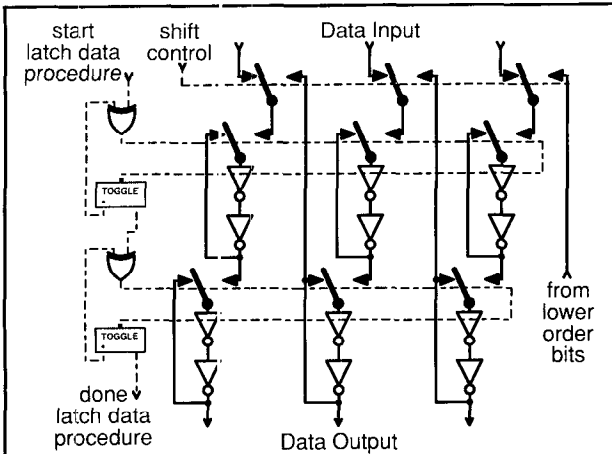 start
latch data
procedure
shift
control
Data Input
TOGGLE
TOGGLE
from
lower
order
bits
done
latch data
procedure
Data Output